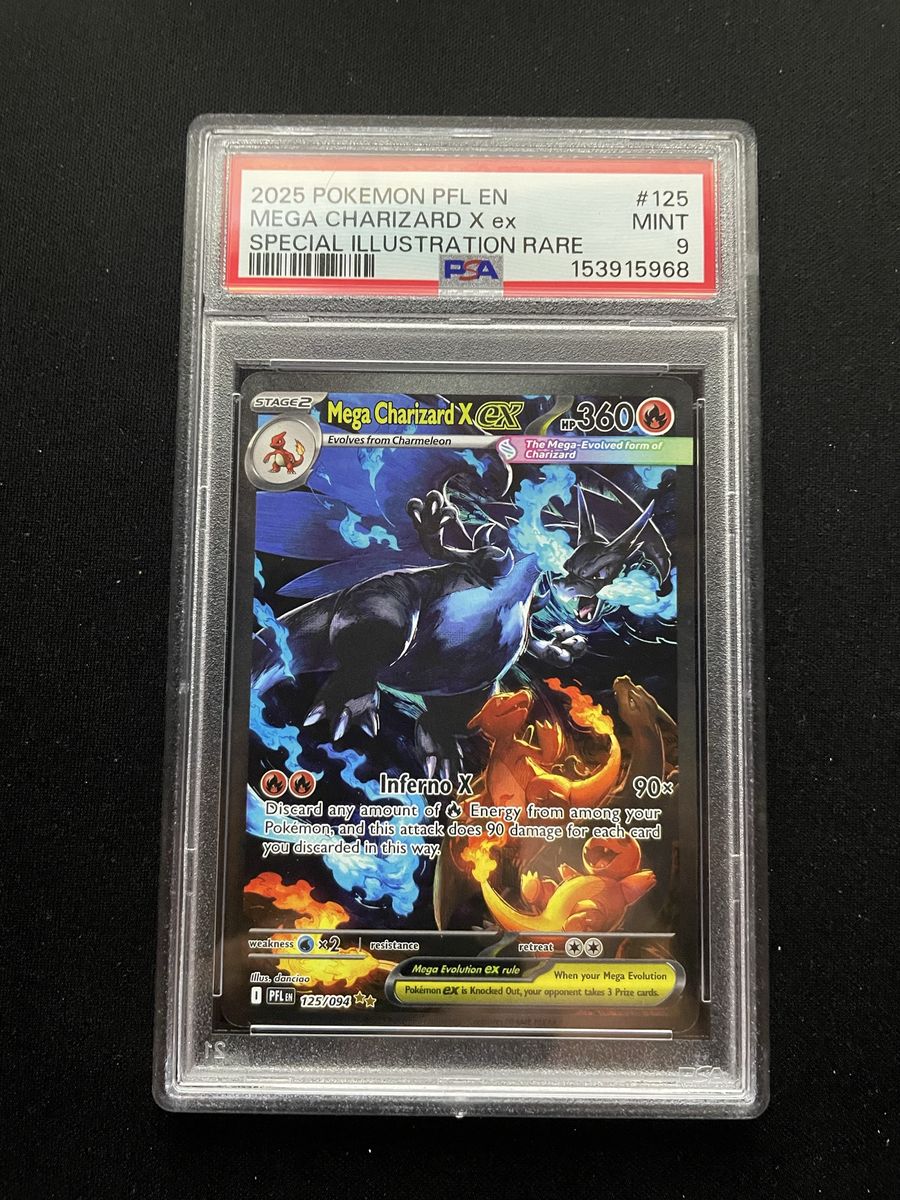 2025 POKEMON PFL EN #125
MEGA CHARIZARD X ex MINT
SPECIAL ILLUSTRATION RARE 9
PSA 153915968
STAGE2 Mega Charizard X ex HP360
Evolves from Charmeleon
The Mega-Evolved form of
Charizard
Inferno X 90×
Discard any amount of Energy from among your
Pokémon, and this attack does 90 damage for each card
you discarded in this way.
weakness ×2 resistance retreat
Illus. danciao
Mega Evolution ex rule
When your Mega Evolution
Pokémon ex is Knocked Out, your opponent takes 3 Prize cards.
PFL EN 125/094